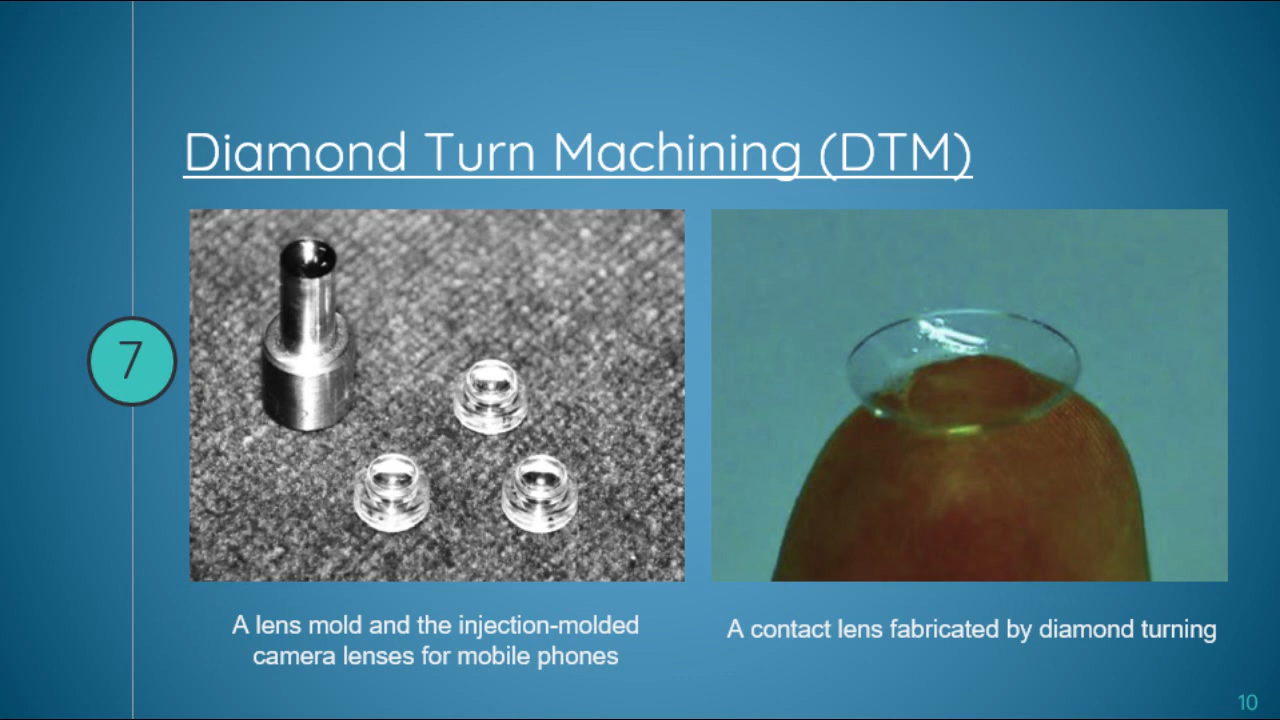 Diamond Turn Machining (DTM)
7
A lens mold and the injection-molded
camera lenses for mobile phones
A contact lens fabricated by diamond turning
10